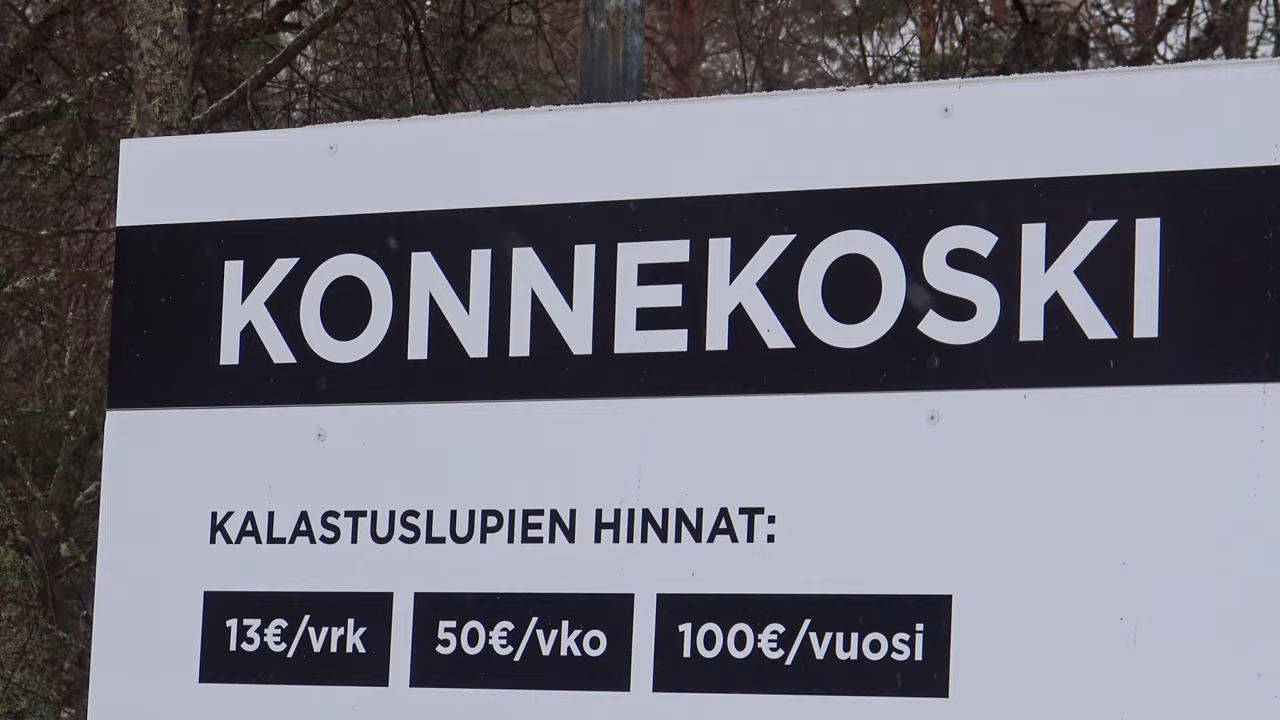 KONNEKOSKI
KALASTUSLUPIEN HINNAT:
13€/vrk 50€/vko 100€/vuosi